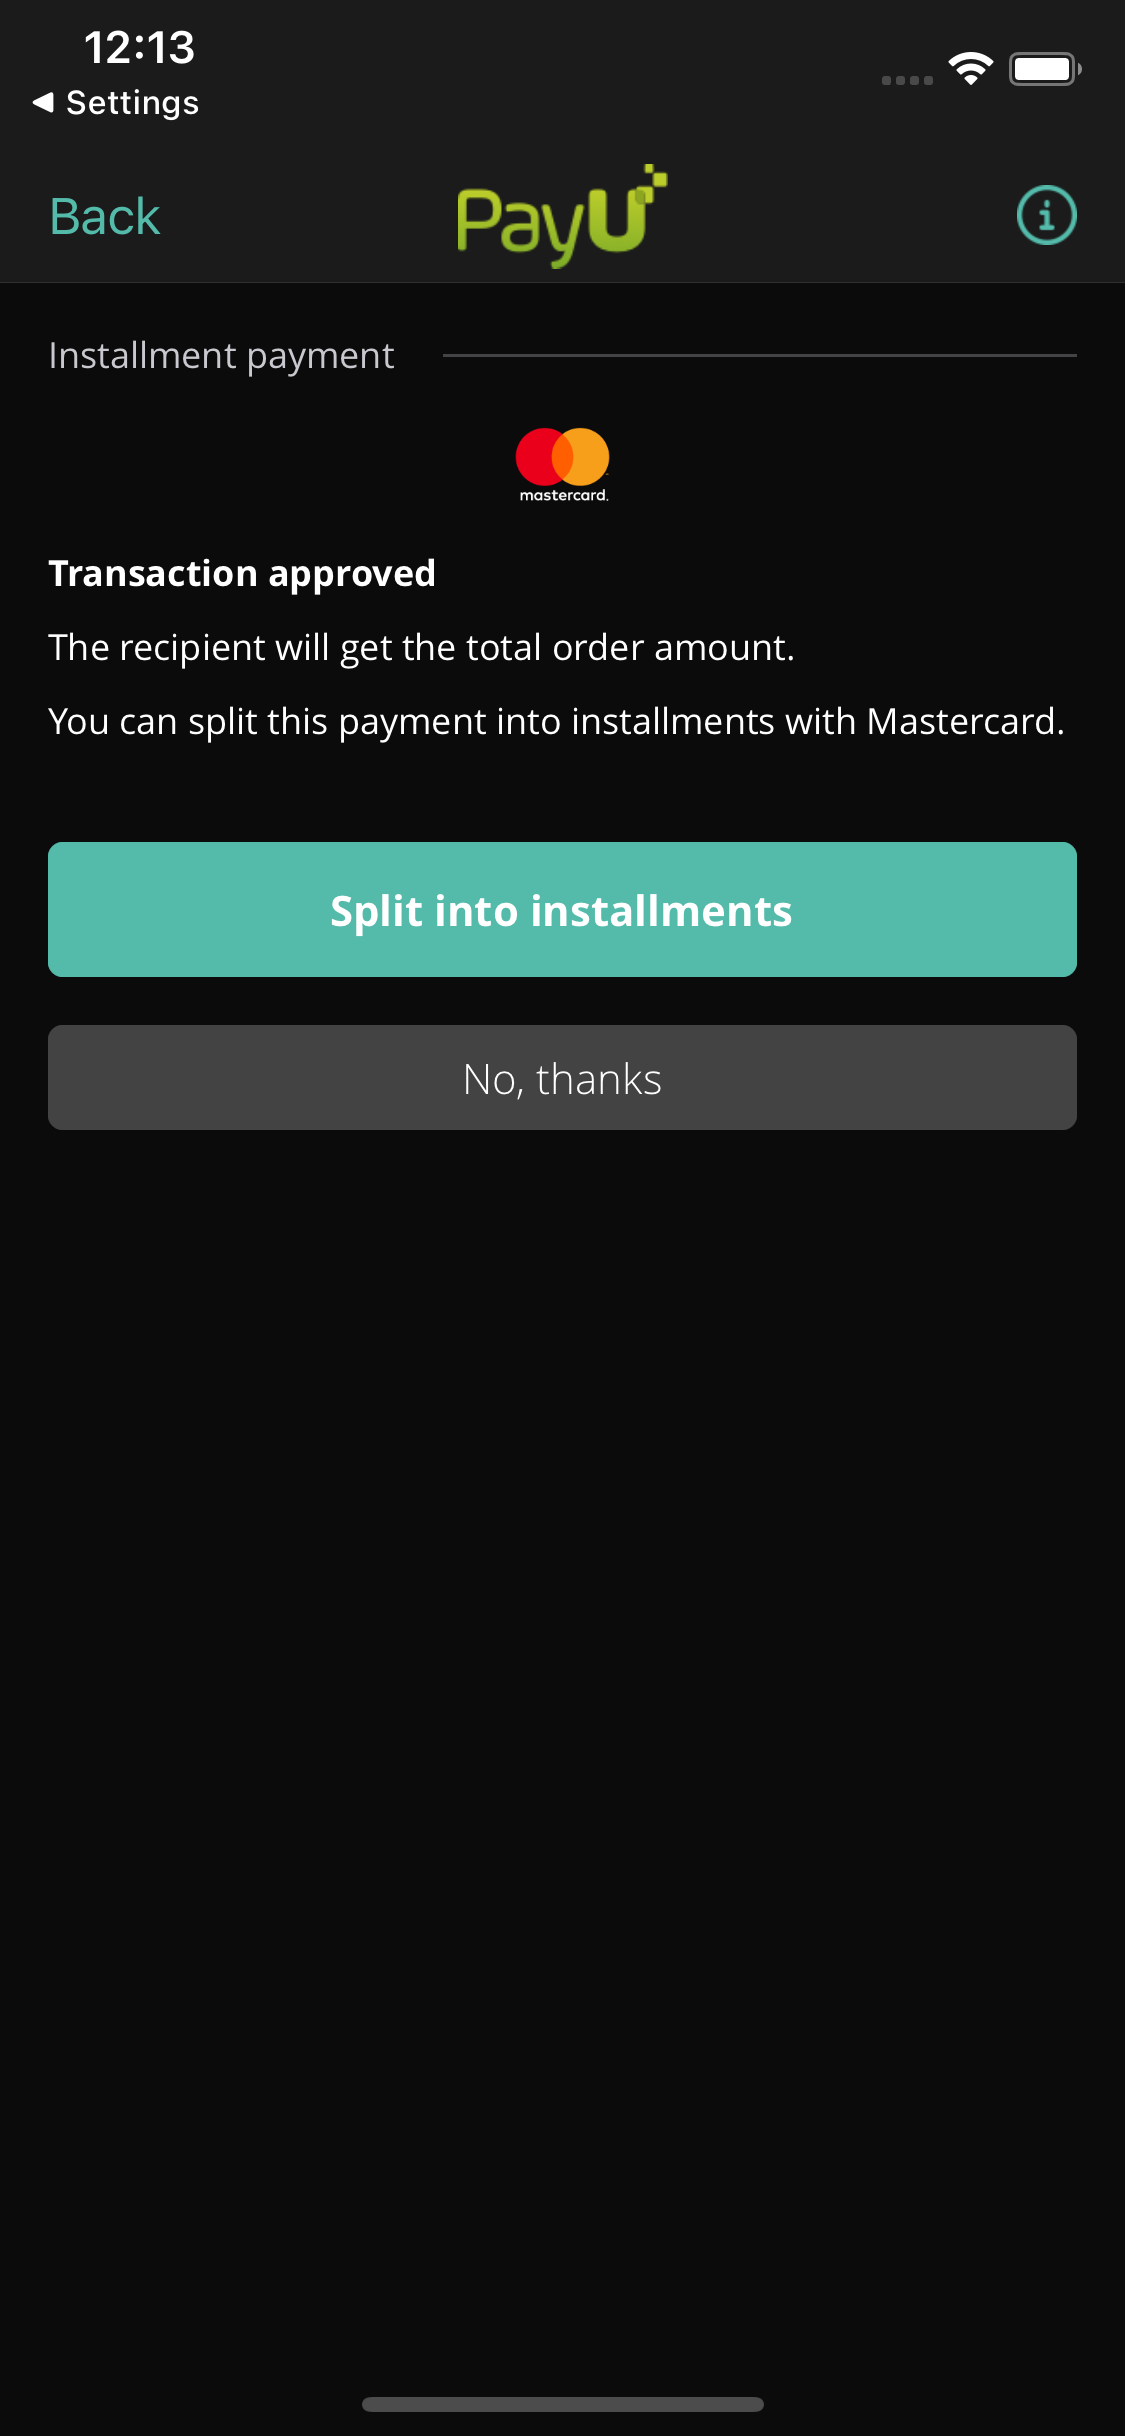 12:13
Settings
Back
PayU
Installment payment
mastercard.
Transaction approved
The recipient will get the total order amount.
You can split this payment into installments with Mastercard.
Split into installments
No, thanks